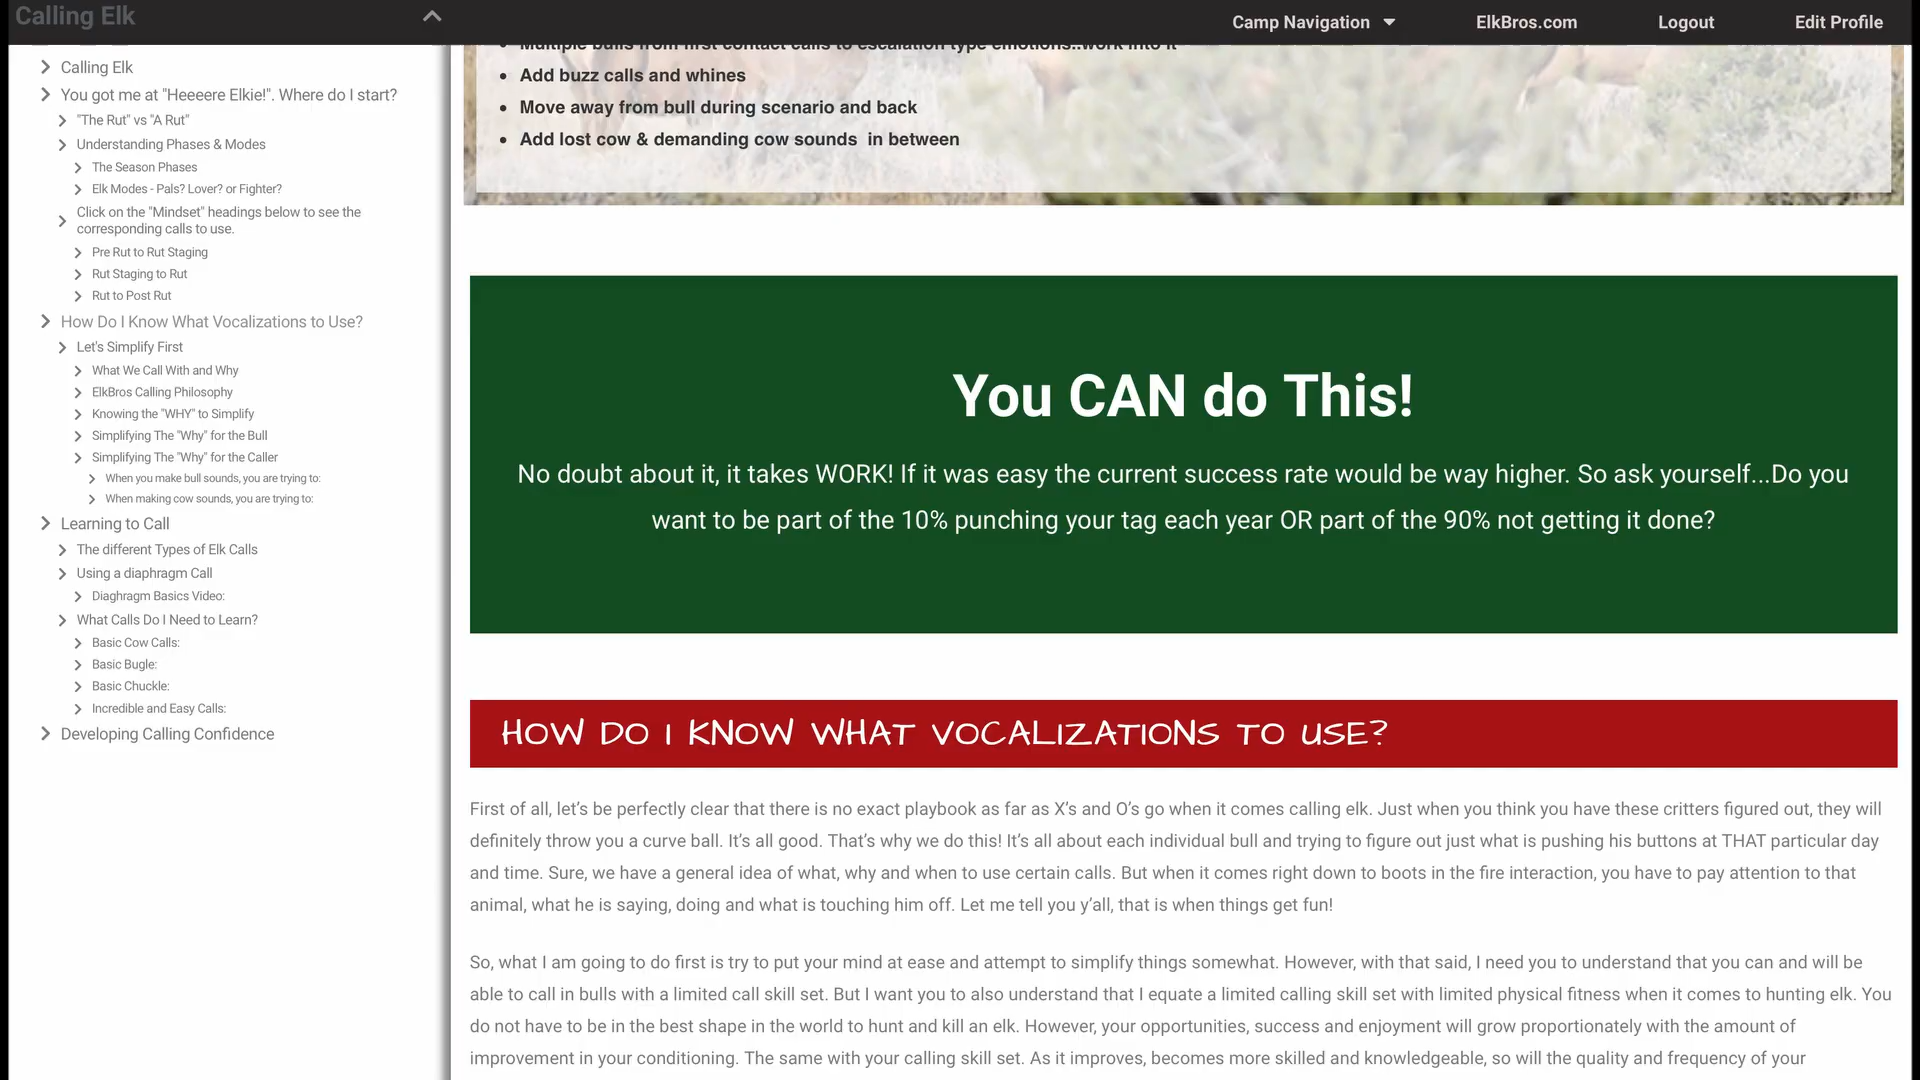 Calling Elk
Camp Navigation
ElkBros.com
Logout
Edit Profile
Calling Elk
You got me at "Heeeere Elkie!". Where do I start?
"The Rut" vs "A Rut"
Understanding Phases & Modes
The Season Phases
Elk Modes - Pals? Lover? or Fighter?
Click on the "Mindset" headings below to see the
corresponding calls to use.
Pre Rut to Rut Staging
Rut Staging to Rut
Rut to Post Rut
How Do I Know What Vocalizations to Use?
Let's Simplify First
What We Call With and Why
ElkBros Calling Philosophy
Knowing the "WHY" to Simplify
Simplifying The "Why" for the Bull
Simplifying The "Why" for the Caller
When you make bull sounds, you are trying to:
When making cow sounds, you are trying to:
Learning to Call
The different Types of Elk Calls
Using a diaphragm Call
Diaghragm Basics Video:
What Calls Do I Need to Learn?
Basic Cow Calls:
Basic Bugle:
Basic Chuckle:
Incredible and Easy Calls:
Developing Calling Confidence
Multiple bulls from first contact calls to escalation type emotions..work into it
Add buzz calls and whines
Move away from bull during scenario and back
Add lost cow & demanding cow sounds  in between
You CAN do This!
No doubt about it, it takes WORK! If it was easy the current success rate would be way higher. So ask yourself...Do you
want to be part of the 10% punching your tag each year OR part of the 90% not getting it done?
HOW DO I KNOW WHAT VOCALIZATIONS TO USE?
First of all, let’s be perfectly clear that there is no exact playbook as far as X’s and O’s go when it comes calling elk. Just when you think you have these critters figured out, they will
definitely throw you a curve ball. It’s all good. That’s why we do this! It’s all about each individual bull and trying to figure out just what is pushing his buttons at THAT particular day
and time. Sure, we have a general idea of what, why and when to use certain calls. But when it comes right down to boots in the fire interaction, you have to pay attention to that
animal, what he is saying, doing and what is touching him off. Let me tell you y’all, that is when things get fun!
So, what I am going to do first is try to put your mind at ease and attempt to simplify things somewhat. However, with that said, I need you to understand that you can and will be
able to call in bulls with a limited call skill set. But I want you to also understand that I equate a limited calling skill set with limited physical fitness when it comes to hunting elk. You
do not have to be in the best shape in the world to hunt and kill an elk. However, your opportunities, success and enjoyment will grow proportionately with the amount of
improvement in your conditioning. The same with your calling skill set. As it improves, becomes more skilled and knowledgeable, so will the quality and frequency of your